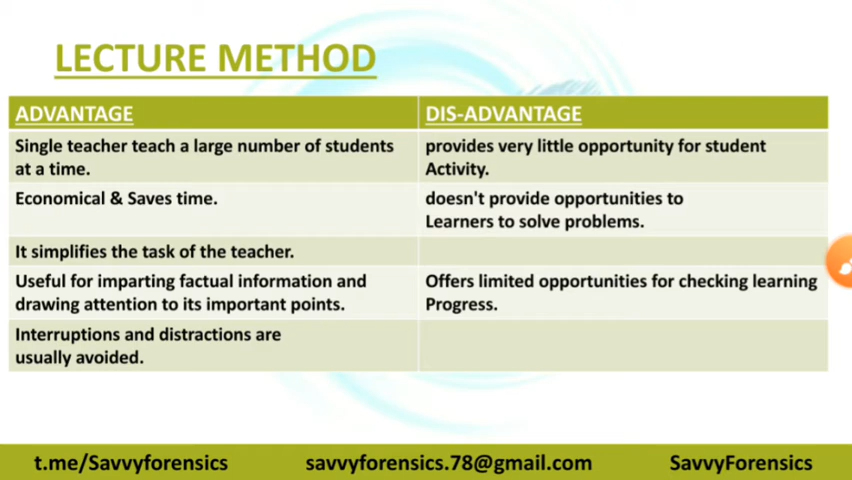 LECTURE METHOD
ADVANTAGE
DIS-ADVANTAGE
Single teacher teach a large number of students
at a time.
provides very little opportunity for student
Activity.
Economical & Saves time.
doesn't provide opportunities to
Learners to solve problems.
It simplifies the task of the teacher.
Useful for imparting factual information and
drawing attention to its important points.
Offers limited opportunities for checking learning
Progress.
Interruptions and distractions are
usually avoided.
t.me/Savvyforensics
savvyforensics.78@gmail.com
SavvyForensics